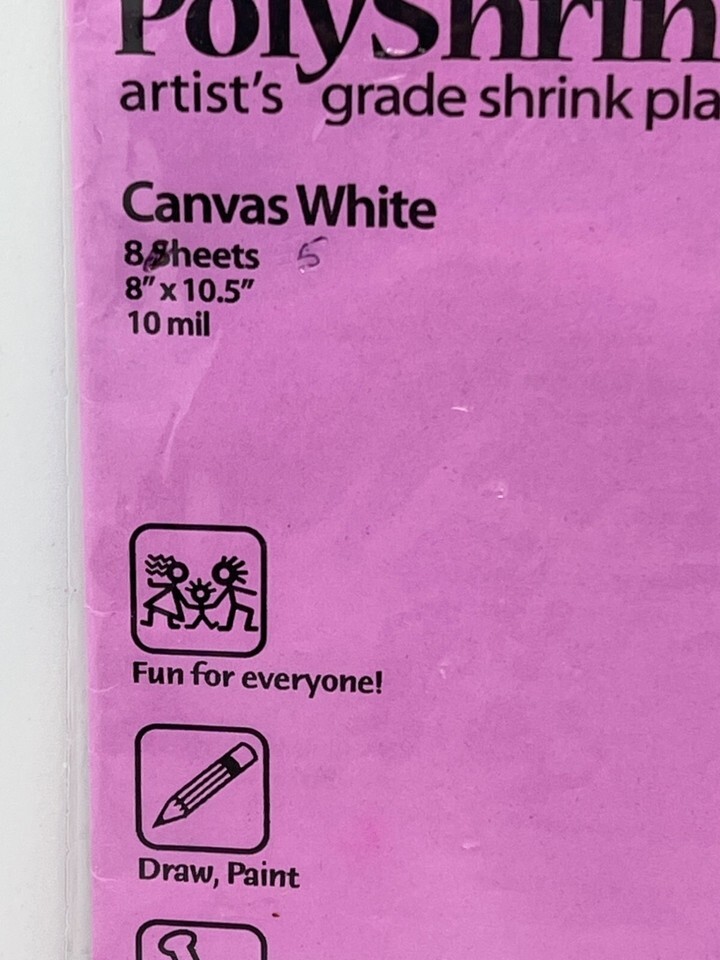 PolyShrin
artist's grade shrink pla
Canvas White
8 Sheets 5
8" x 10.5"
10 mil
Fun for everyone!
Draw, Paint